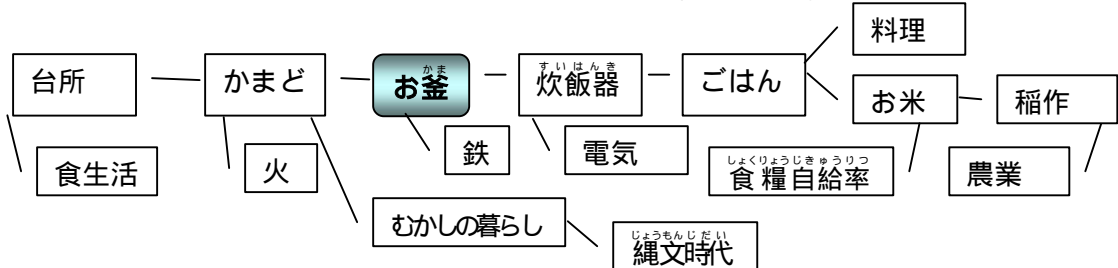 料理
台所
かまど
お釜
かま
炊飯器
すいはんき
ごはん
お米
稲作
食生活
火
鉄
電気
食糧自給率
しょくりょうじきゅうりつ
農業
むかしの暮らし
縄文時代
じょうもんじだい